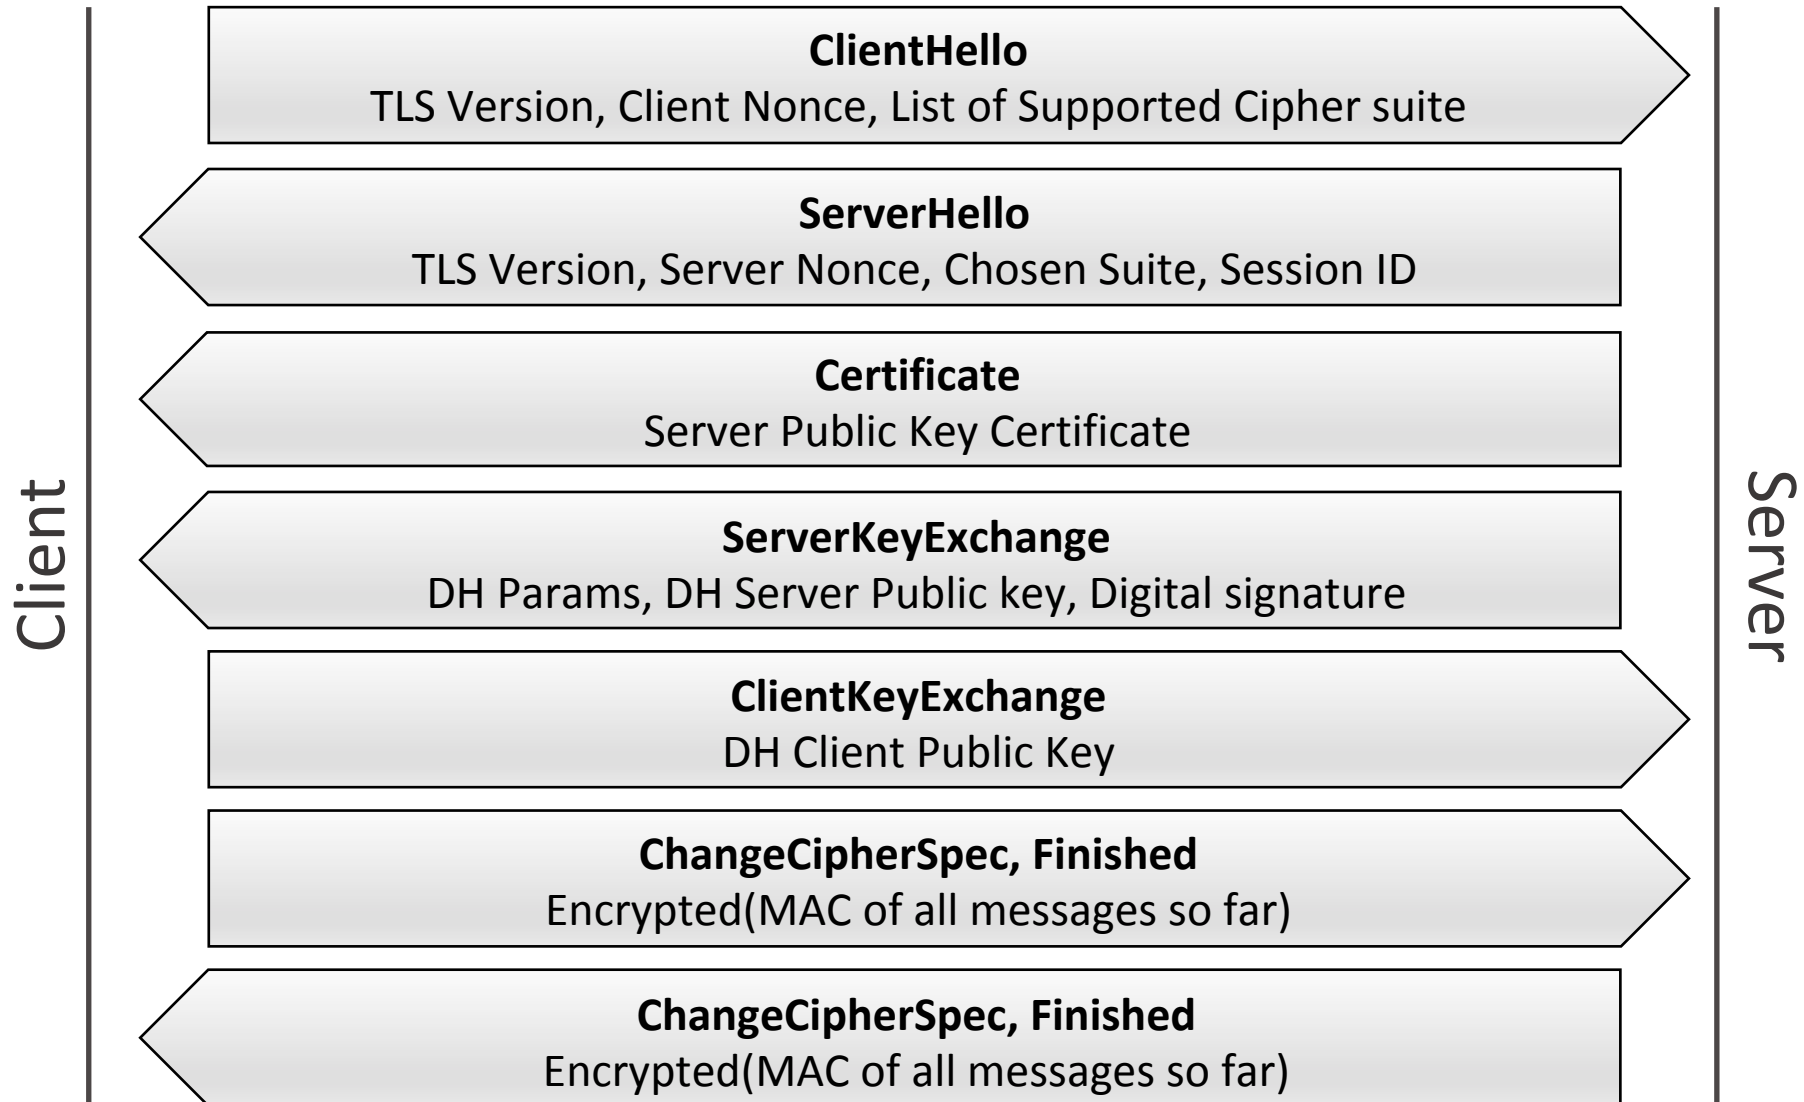 ClientHello
TLS Version, Client Nonce, List of Supported Cipher suite
ServerHello
TLS Version, Server Nonce, Chosen Suite, Session ID
Certificate
Server Public Key Certificate
ServerKeyExchange
DH Params, DH Server Public key, Digital signature
Client
Server
ClientKeyExchange
DH Client Public Key
ChangeCipherSpec, Finished
Encrypted(MAC of all messages so far)
ChangeCipherSpec, Finished
Encrypted(MAC of all messages so far)